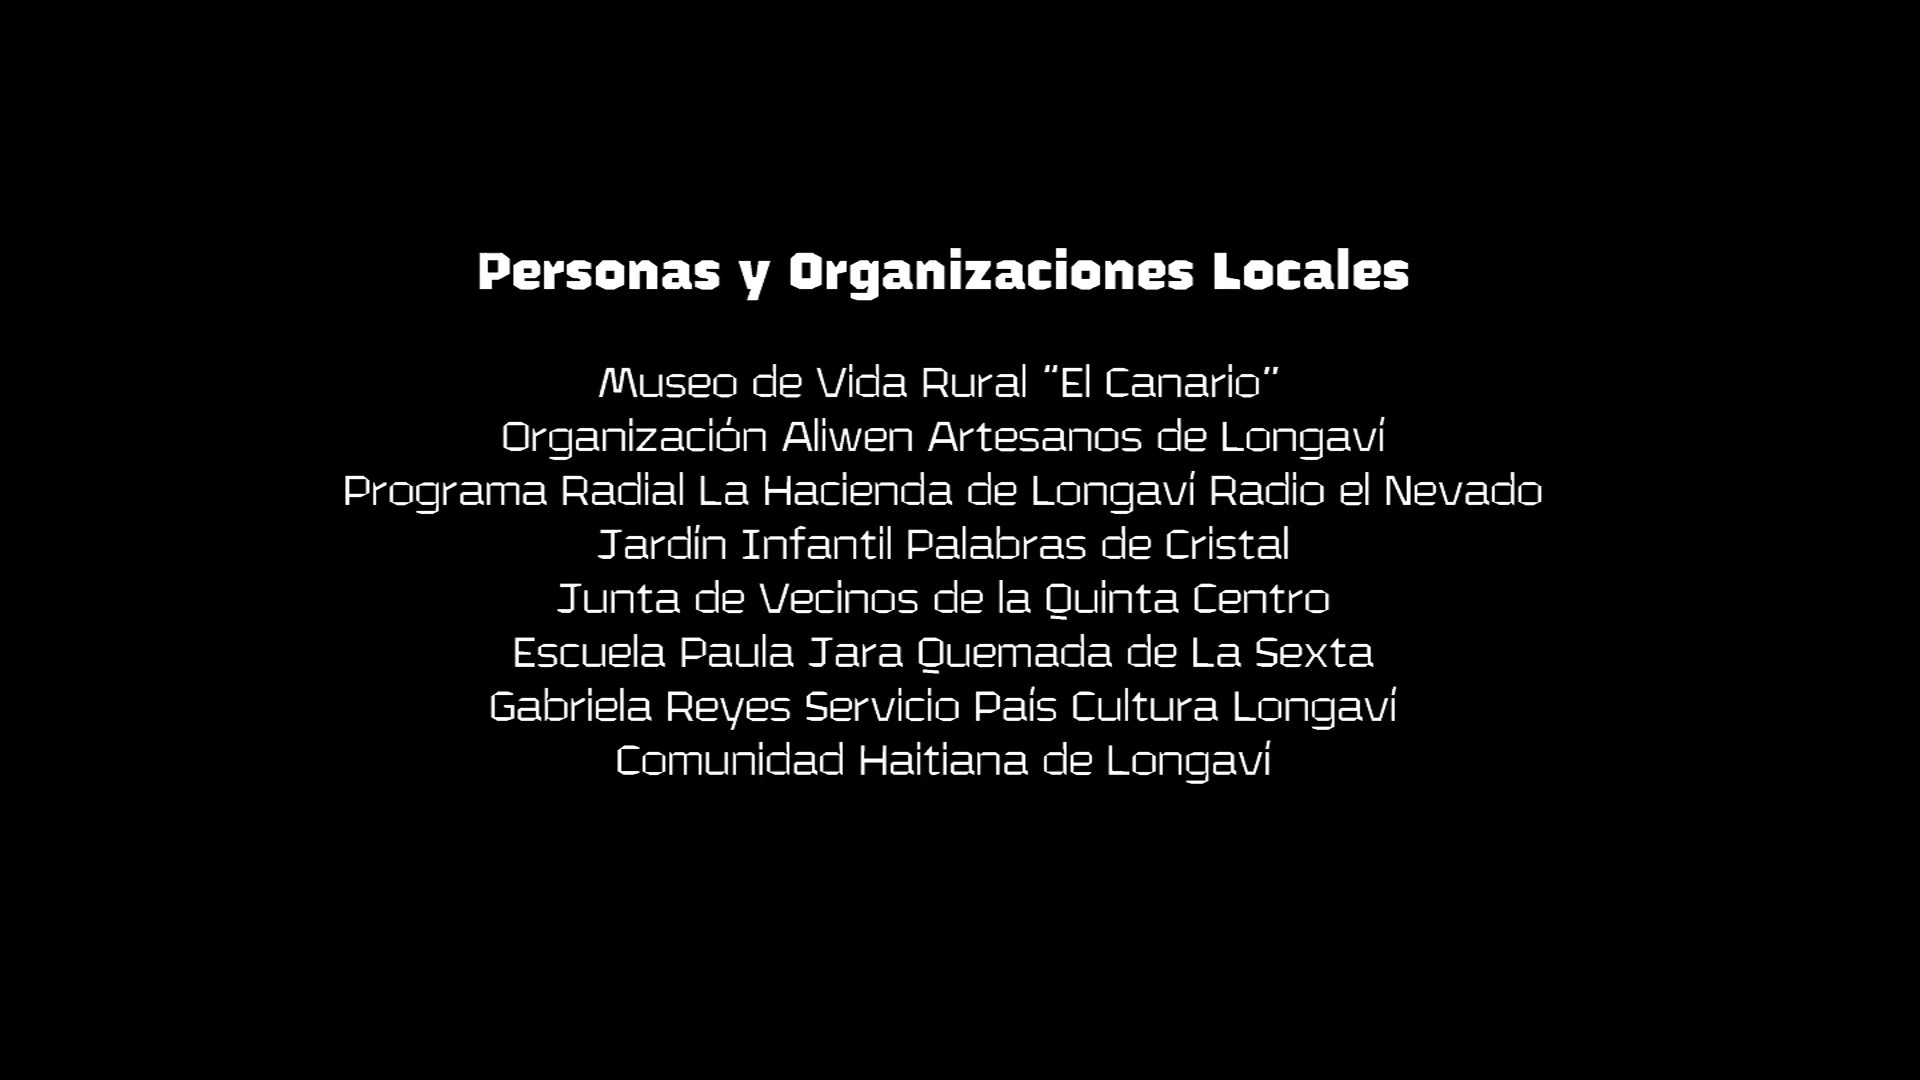 Personas y Organizaciones Locales
Museo de Vida Rural “El Canario”
Organización Aliwen Artesanos de Longaví
Programa Radial La Hacienda de Longaví Radio el Nevado
Jardín Infantil Palabras de Cristal
Junta de Vecinos de la Quinta Centro
Escuela Paula Jara Quemada de La Sexta
Gabriela Reyes Servicio País Cultura Longaví
Comunidad Haitiana de Longaví